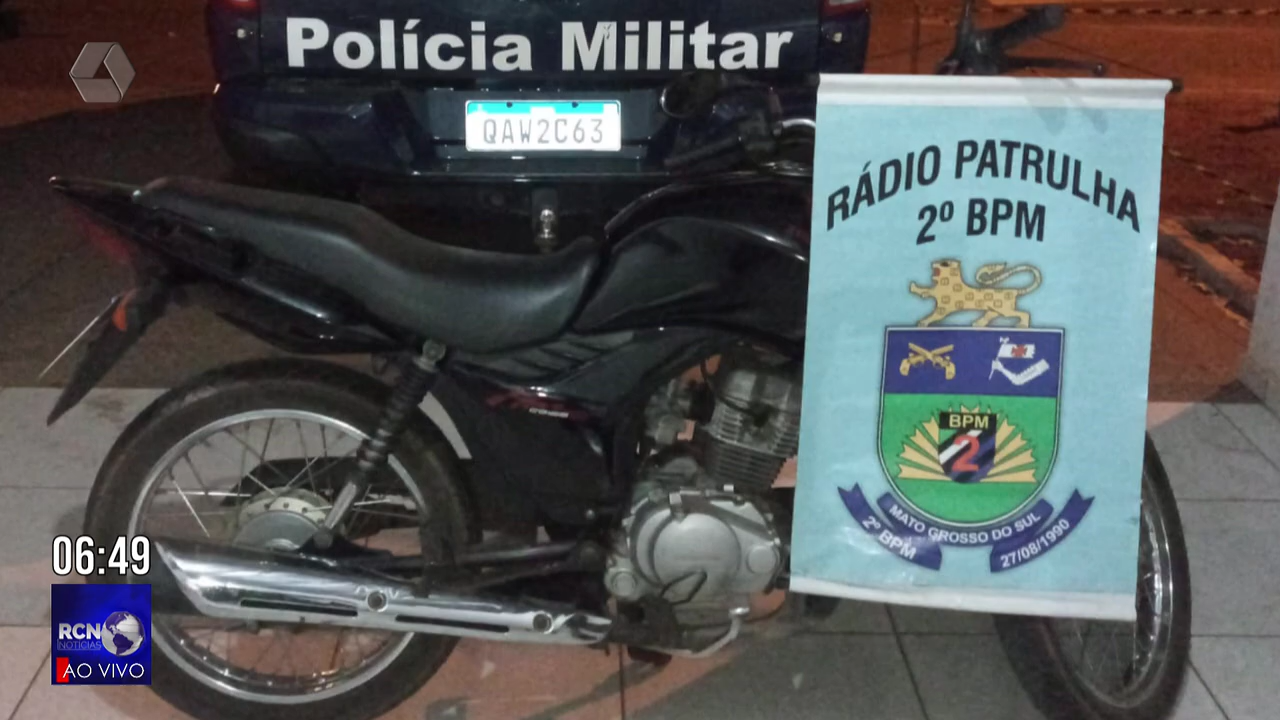 Polícia Militar
QAW2C63
RÁDIO PATRULHA
2º BPM
BPM
2
MATO GROSSO DO SUL
2º BPM
27/08/1990
06:49
RCN
NOTÍCIAS
AO VIVO